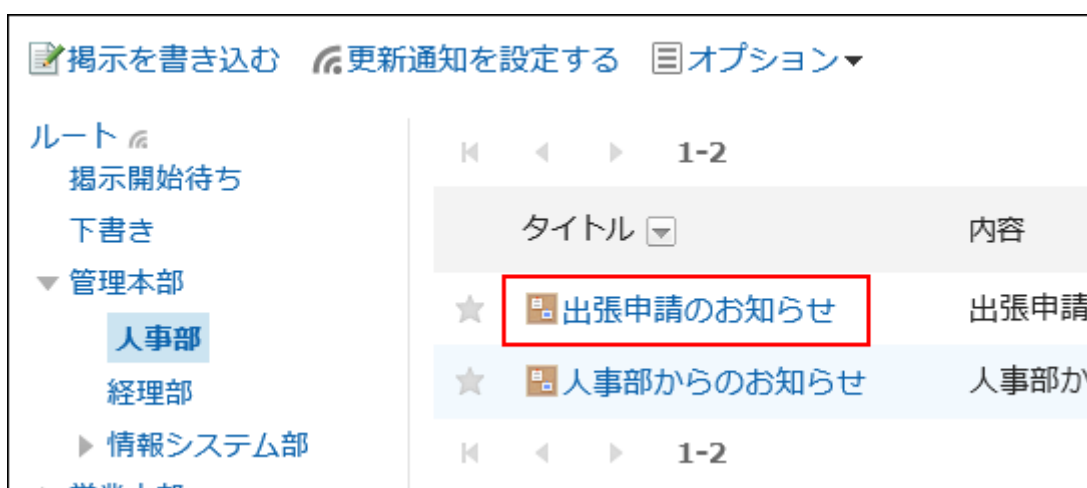 掲示を書き込む 更新通知を設定する オプション
ルート
掲示開始待ち
下書き
管理本部
人事部
経理部
情報システム部
1-2
タイトル 内容
出張申請のお知らせ 出張申請
人事部からのお知らせ 人事部か
1-2